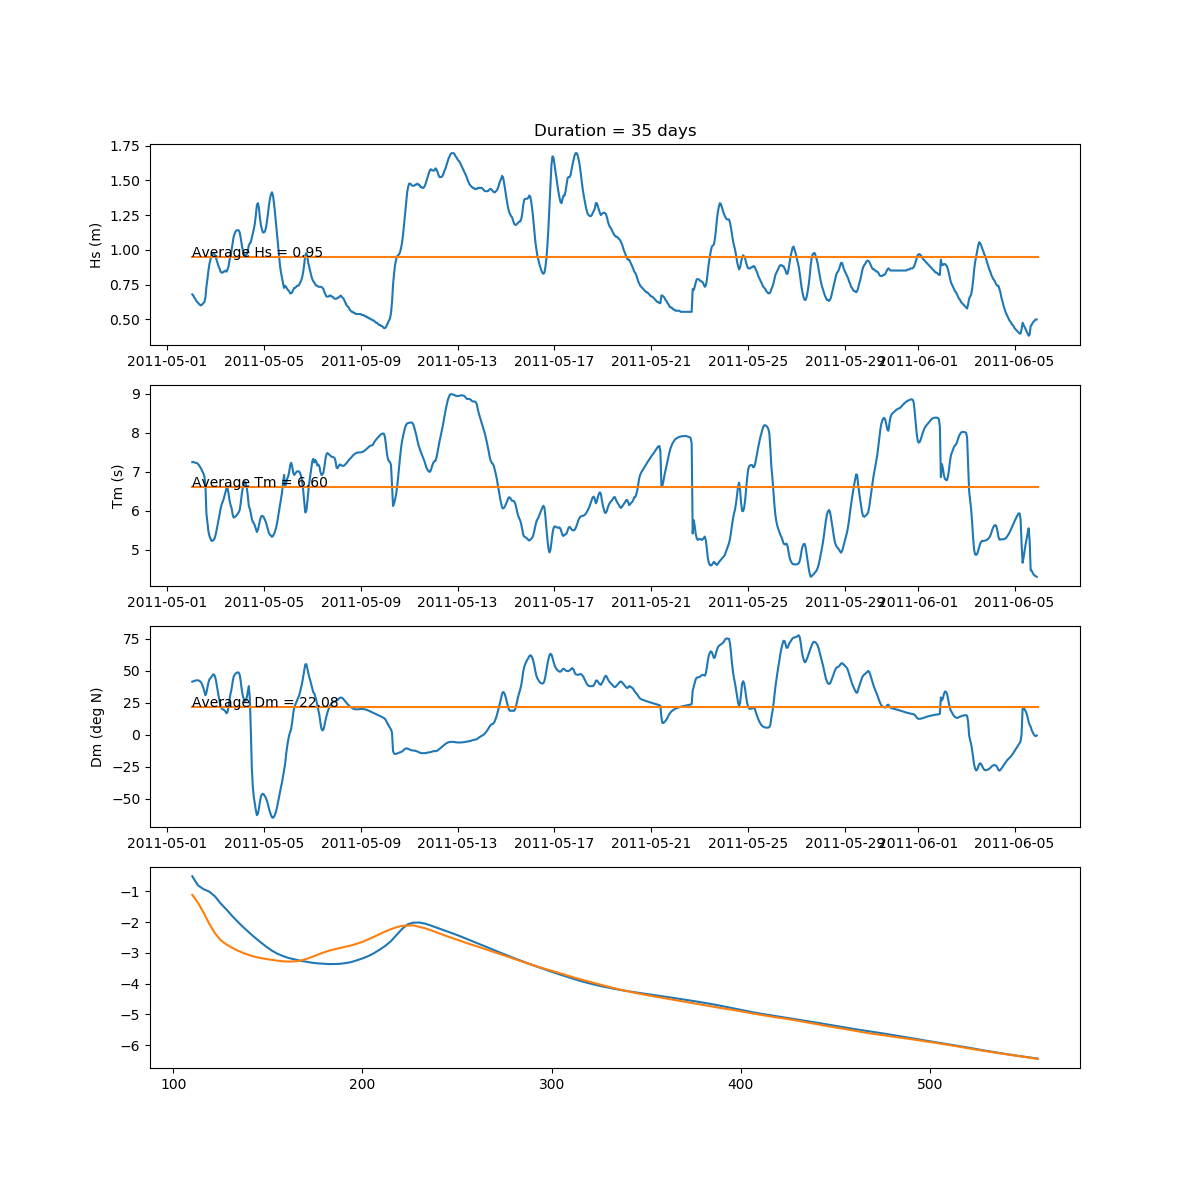 Duration = 35 days
1.75
1.50
1.25
1.00
0.75
0.50
Hs (m)
Average Hs = 0.95
2011-05-01 2011-05-05 2011-05-09 2011-05-13 2011-05-17 2011-05-21 2011-05-25 2011-05-29 2011-06-01 2011-06-05
9
8
7
6
5
Tm (s)
Average Tm = 6.60
2011-05-01 2011-05-05 2011-05-09 2011-05-13 2011-05-17 2011-05-21 2011-05-25 2011-05-29 2011-06-01 2011-06-05
75
50
25
0
−25
−50
Dm (deg N)
Average Dm = 22.08
2011-05-01 2011-05-05 2011-05-09 2011-05-13 2011-05-17 2011-05-21 2011-05-25 2011-05-29 2011-06-01 2011-06-05
−1
−2
−3
−4
−5
−6
100 200 300 400 500